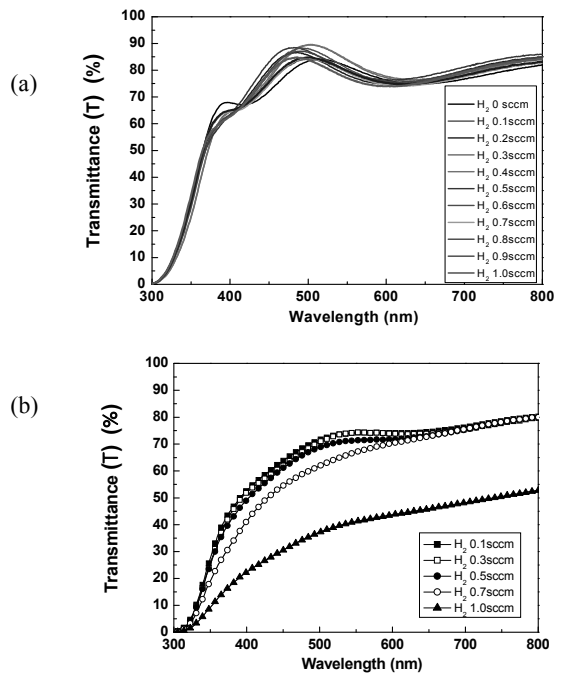 (a)
Transmittance (T) (%)
100
90
80
70
60
50
40
30
20
10
0
H2 0 sccm
H2 0.1sccm
H2 0.2sccm
H2 0.3sccm
H2 0.4sccm
H2 0.5sccm
H2 0.6sccm
H2 0.7sccm
H2 0.8sccm
H2 0.9sccm
H2 1.0sccm
300 400 500 600 700 800
Wavelength (nm)
(b)
Transmittance (T) (%)
100
90
80
70
60
50
40
30
20
10
0
H2 0.1sccm
H2 0.3sccm
H2 0.5sccm
H2 0.7sccm
H2 1.0sccm
300 400 500 600 700 800
Wavelength (nm)